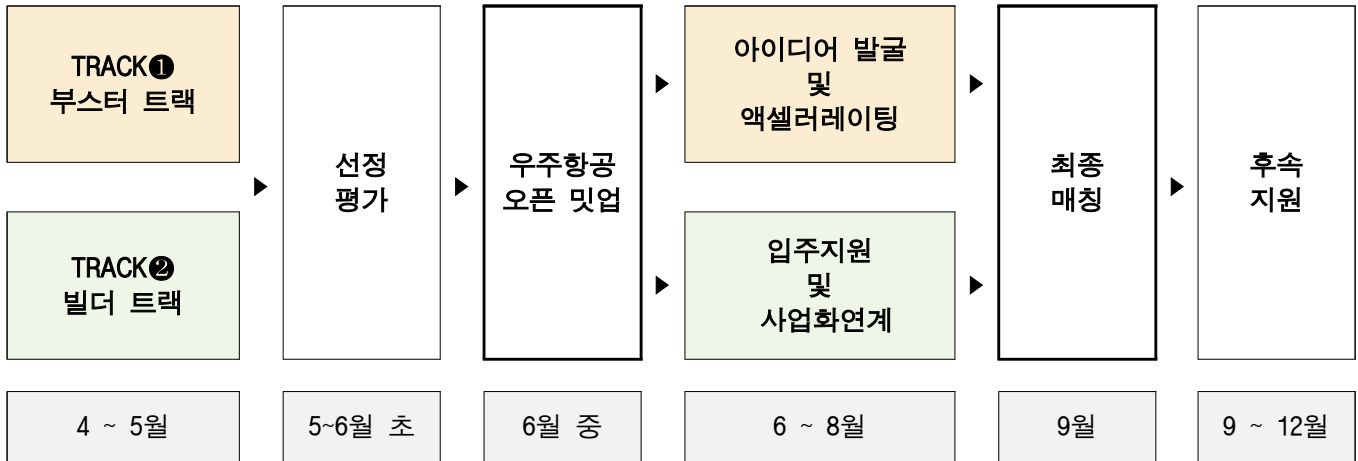 TRACK❶
부스터 트랙
TRACK❷
빌더 트랙
▶
선정
평가
▶
우주항공
오픈 밋업
▶
▶
아이디어 발굴
및
액셀러레이팅
입주지원
및
사업화연계
▶
▶
최종
매칭
▶
후속
지원
4 ~ 5월
5~6월 초
6월 중
6 ~ 8월
9월
9 ~ 12월